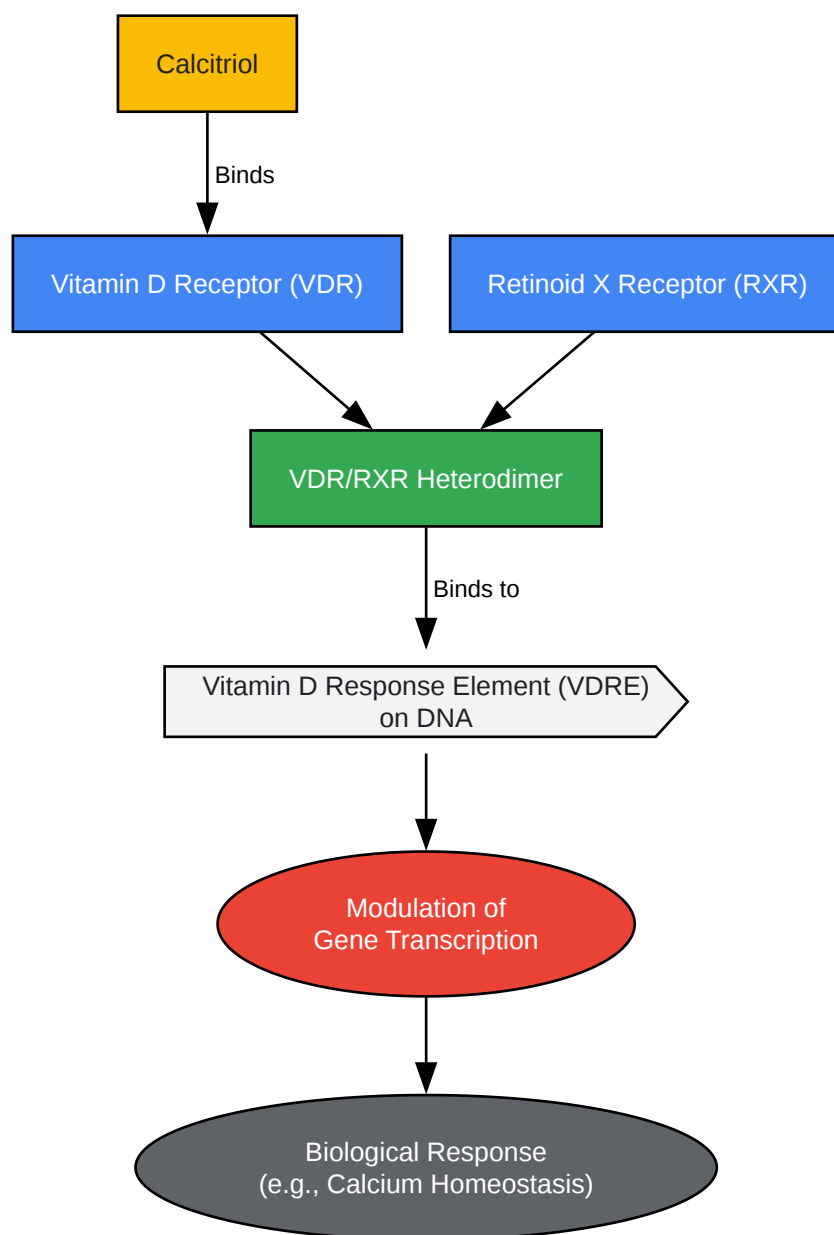 Calcitriol
Binds
Vitamin D Receptor (VDR)
Retinoid X Receptor (RXR)
VDR/RXR Heterodimer
Binds to
Vitamin D Response Element (VDRE)
on DNA
Modulation of
Gene Transcription
Biological Response
(e.g., Calcium Homeostasis)